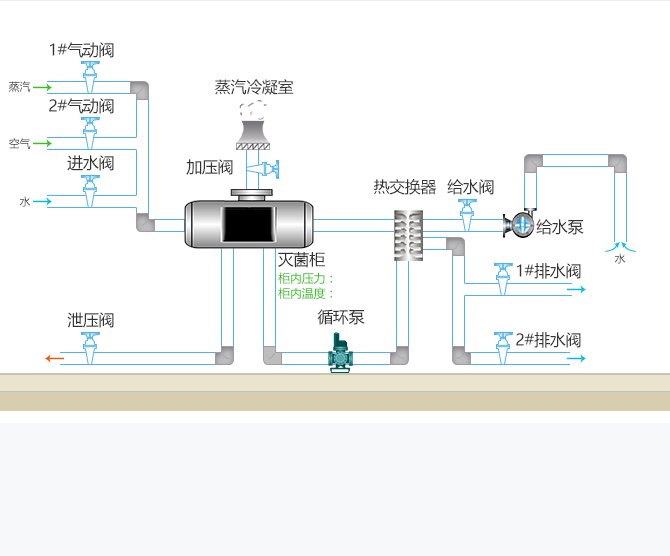 1#气动阀
蒸汽
蒸汽冷凝室
2#气动阀
空气
进水阀
加压阀
热交换器
给水阀
水
给水泵
灭菌柜
水
1#排水阀
柜内压力：
柜内温度：
泄压阀
循环泵
2#排水阀